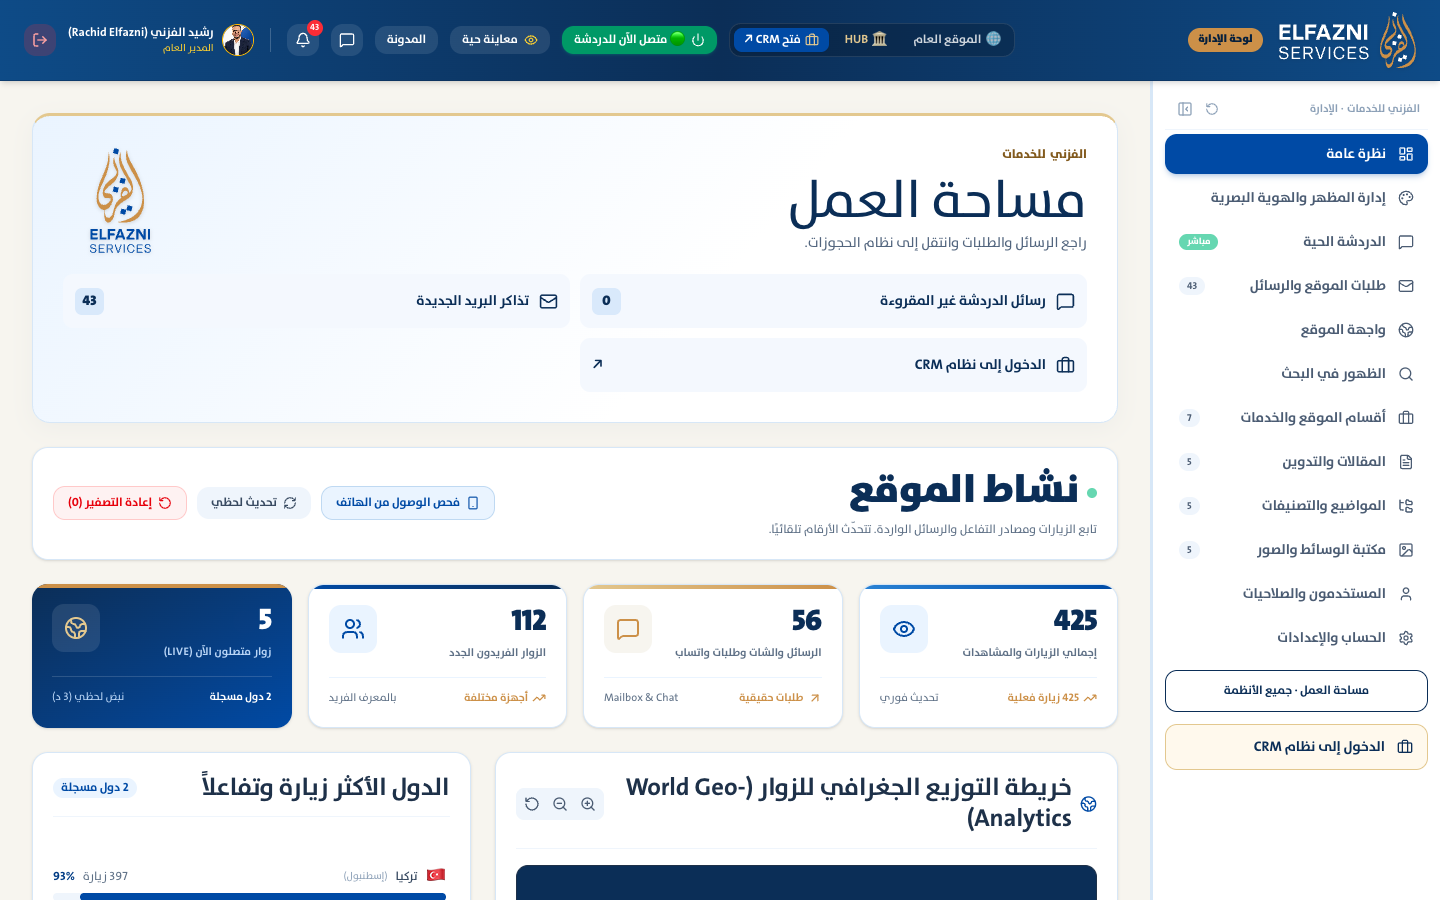 ELFAZNI
SERVICES
لوحة الإدارة
الموقع العام
HUB
فتح CRM ↗
متصل الآن للدردشة
معاينة حية
المدونة
43
رشيد الفزني (Rachid Elfazni)
المدير العام
الفزني للخدمات · الإدارة
نظرة عامة
إدارة المظهر والهوية البصرية
الدردشة الحية
مباشر
طلبات الموقع والرسائل
43
واجهة الموقع
الظهور في البحث
أقسام الموقع والخدمات
7
المقالات والتدوين
5
المواضيع والتصنيفات
5
مكتبة الوسائط والصور
5
المستخدمون والصلاحيات
الحساب والإعدادات
مساحة العمل · جميع الأنظمة
الدخول إلى نظام CRM
الفزني للخدمات
مساحة العمل
راجع الرسائل والطلبات وانتقل إلى نظام الحجوزات.
ELFAZNI
SERVICES
رسائل الدردشة غير المقروءة
0
تذاكر البريد الجديدة
43
الدخول إلى نظام CRM
↗
نشاط الموقع
تابع الزيارات ومصادر التفاعل والرسائل الواردة. تتحدّث الأرقام تلقائيًا.
فحص الوصول من الهاتف
تحديث لحظي
إعادة التصفير (0)
425
إجمالي الزيارات والمشاهدات
425 زيارة فعلية
تحديث فوري
56
الرسائل والشات وطلبات واتساب
طلبات حقيقية
Mailbox & Chat
112
الزوار الفريدون الجدد
أجهزة مختلفة
بالمعرف الفريد
5
زوار متصلون الآن (LIVE)
2 دول مسجلة
نبض لحظي (3 د)
خريطة التوزيع الجغرافي للزوار (World Geo-
Analytics)
الدول الأكثر زيارة وتفاعلاً
2 دول مسجلة
تركيا
(إسطنبول)
397 زيارة
93%